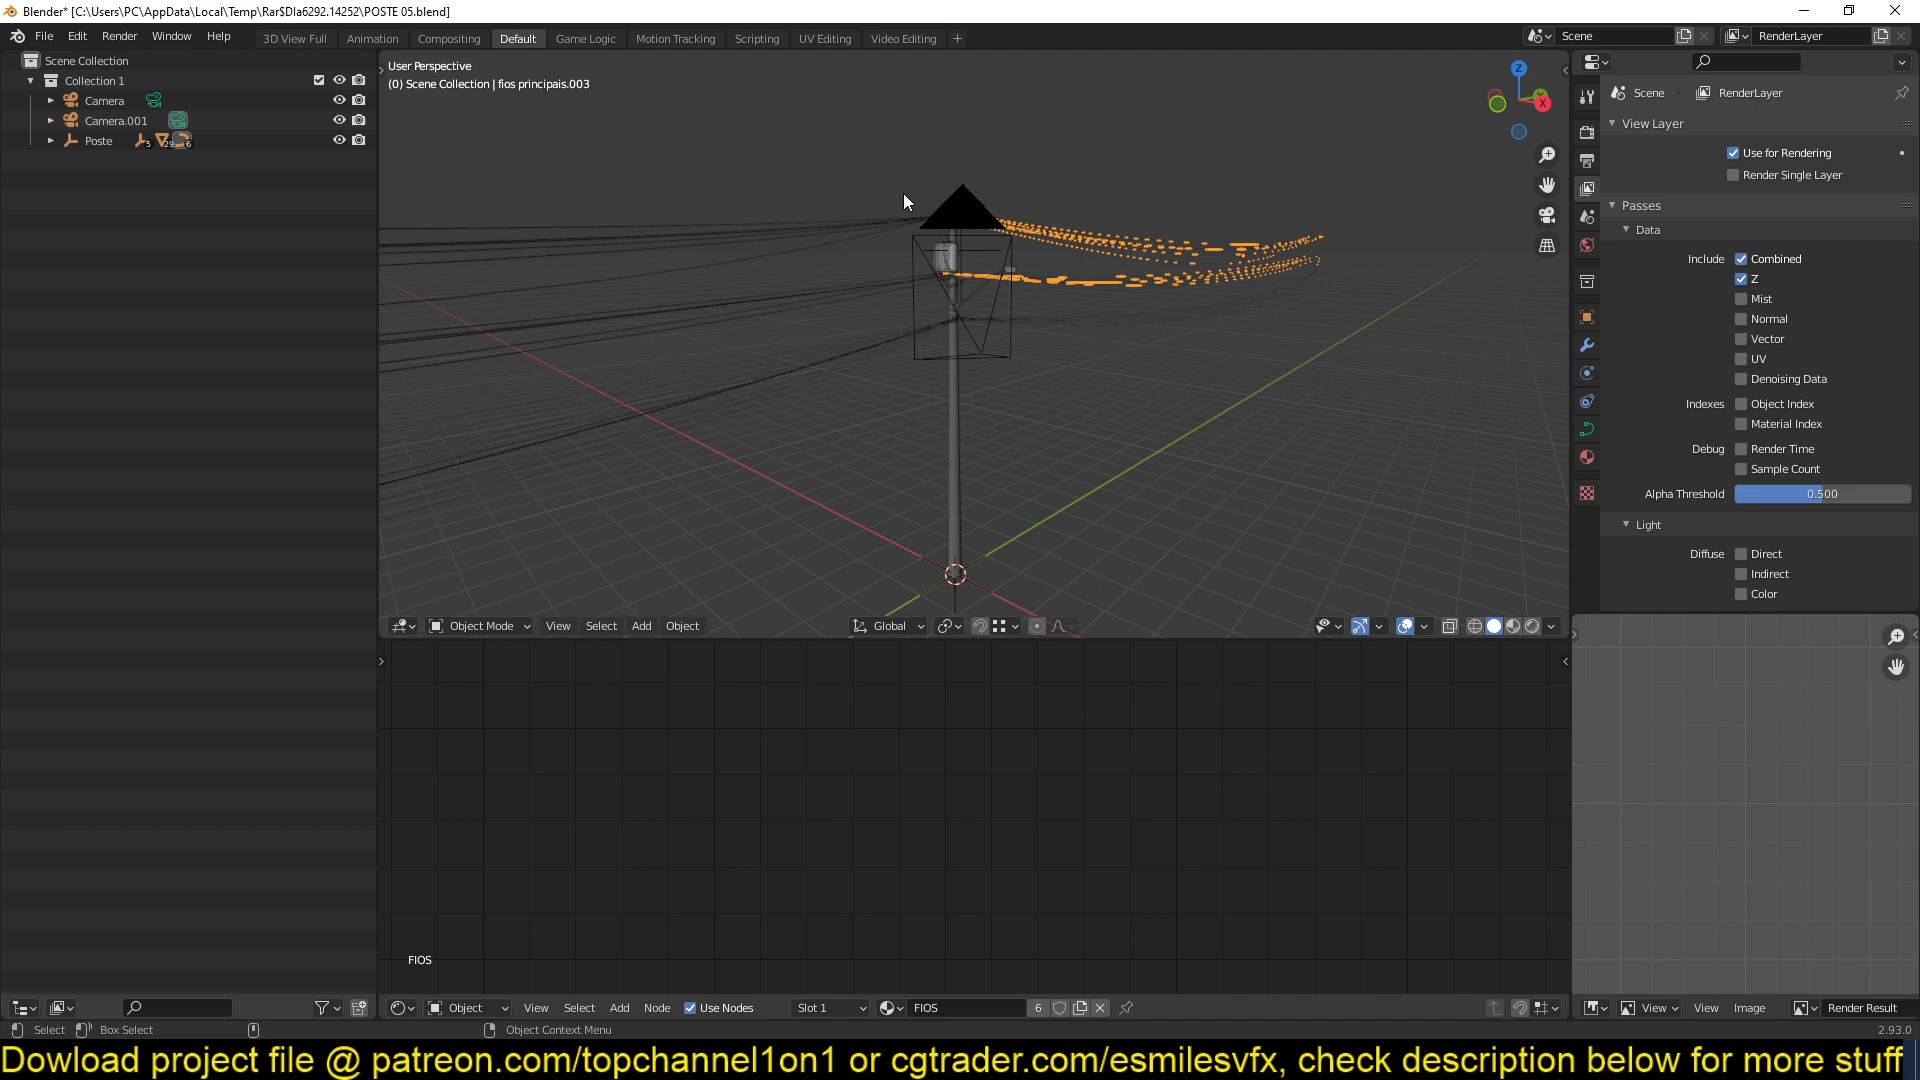 Blender* [C:\Users\PC\AppData\Local\Temp\Rar$DIa6292.14252\POSTE 05.blend]
File Edit Render Window Help
3D View Full Animation Compositing Default Game Logic Motion Tracking Scripting UV Editing Video Editing +
Scene RenderLayer
Scene Collection
Collection 1
Camera
Camera.001
Poste 5 29 6
User Perspective
(0) Scene Collection | fios principais.003
Z
Y
X
Scene RenderLayer
View Layer
Use for Rendering
Render Single Layer
Passes
Data
Include Combined
Z
Mist
Normal
Vector
UV
Denoising Data
Indexes Object Index
Material Index
Debug Render Time
Sample Count
Alpha Threshold 0.500
Light
Diffuse Direct
Indirect
Color
Object Mode View Select Add Object Global
FIOS
Object View Select Add Node Use Nodes Slot 1 FIOS 6
View View Image Render Result
Select Box Select Object Context Menu 2.93.0
Dowload project file @ patreon.com/topchannel1on1 or cgtrader.com/esmilesvfx, check description below for more stuff